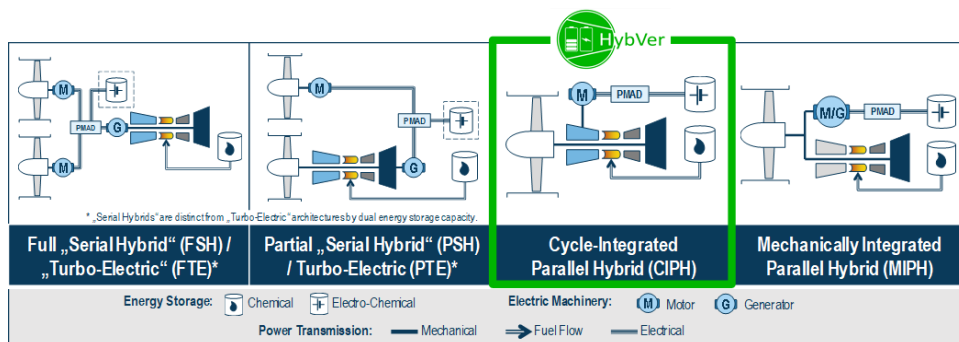 HybVer
M
PMAD
G
M
M
PMAD
G
M
PMAD
M/G
PMAD
* „Serial Hybrids“ are distinct from „Turbo-Electric“ architectures by dual energy storage capacity.
Full „Serial Hybrid“ (FSH) /
„Turbo-Electric“ (FTE)*
Partial „Serial Hybrid“ (PSH)
/ Turbo-Electric (PTE)*
Cycle-Integrated
Parallel Hybrid (CIPH)
Mechanically Integrated
Parallel Hybrid (MIPH)
Energy Storage: Chemical Electro-Chemical Electric Machinery: M Motor G Generator
Power Transmission: Mechanical Fuel Flow Electrical